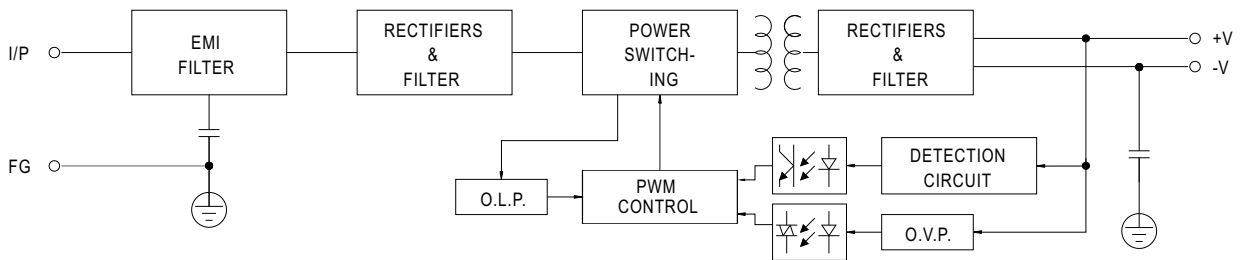 I/P
EMI
FILTER
RECTIFIERS
&
FILTER
POWER
SWITCH-
ING
RECTIFIERS
&
FILTER
+V
-V
FG
O.L.P.
PWM
CONTROL
DETECTION
CIRCUIT
O.V.P.